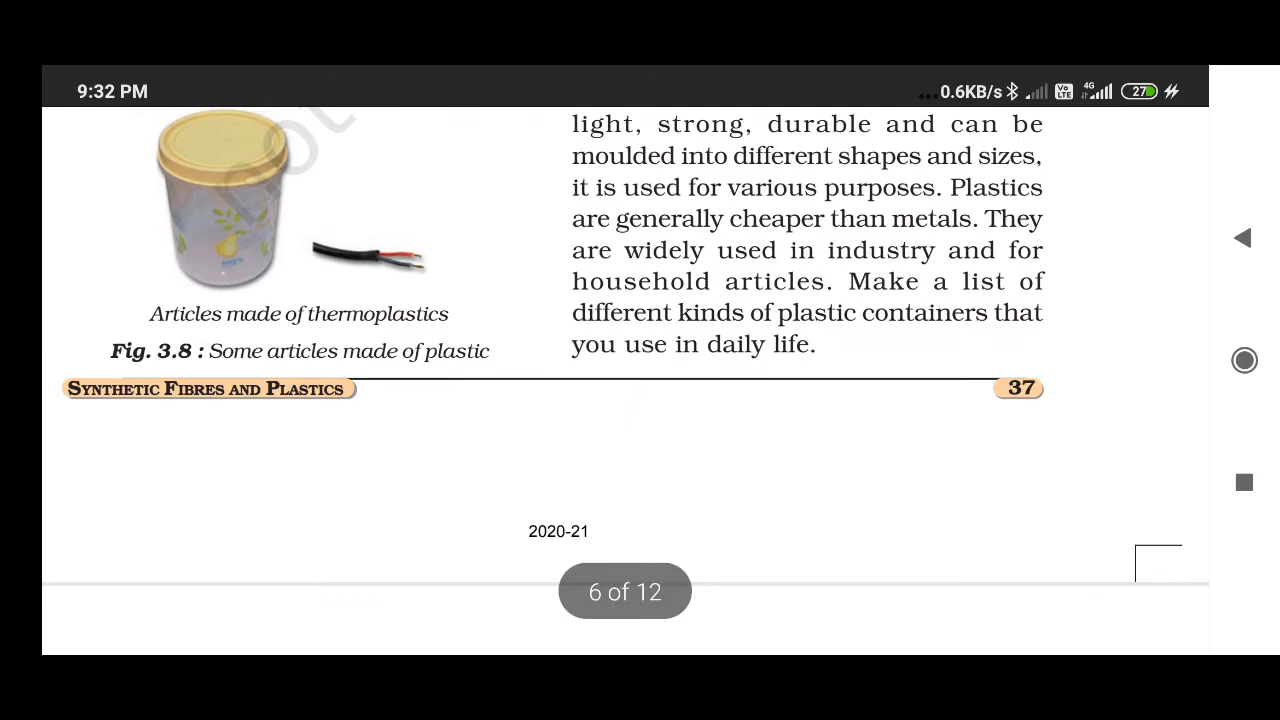 9:32 PM
...0.6KB/s Vo LTE 4G 27
light, strong, durable and can be
moulded into different shapes and sizes,
it is used for various purposes. Plastics
are generally cheaper than metals. They
are widely used in industry and for
household articles. Make a list of
different kinds of plastic containers that
you use in daily life.
Articles made of thermoplastics
Fig. 3.8 : Some articles made of plastic
SYNTHETIC FIBRES AND PLASTICS
37
2020-21
6 of 12